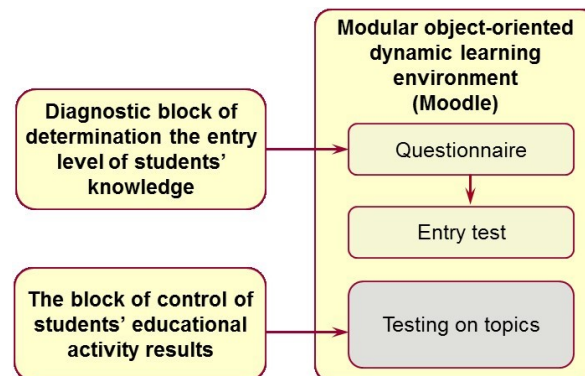 Diagnostic block of
determination the entry
level of students'
knowledge
The block of control of
students' educational
activity results
Modular object-oriented
dynamic learning
environment
(Moodle)
Questionnaire
Entry test
Testing on topics